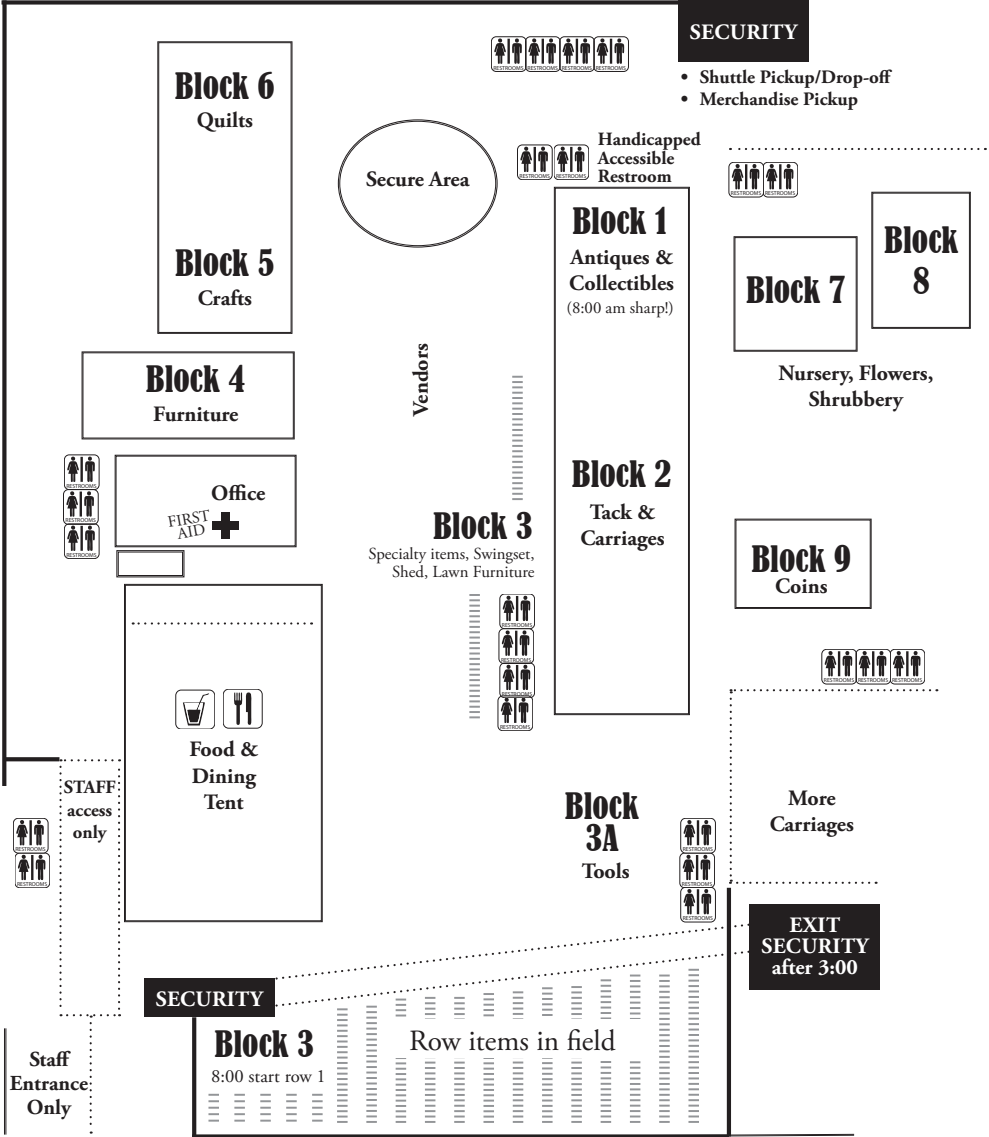 SECURITY
• Shuttle Pickup/Drop-off
• Merchandise Pickup
RESTROOMS RESTROOMS RESTROOMS RESTROOMS
Block 6
Quilts
Block 5
Crafts
Secure Area
RESTROOMS RESTROOMS
Handicapped
Accessible
Restroom
RESTROOMS RESTROOMS
Block 1
Antiques &
Collectibles
(8:00 am sharp!)
Block 7
Block
8
Nursery, Flowers,
Shrubbery
Block 4
Furniture
Vendors
RESTROOMS
RESTROOMS
RESTROOMS
Office
FIRST
AID
Block 2
Tack &
Carriages
Block 3
Specialty items, Swingset,
Shed, Lawn Furniture
RESTROOMS
RESTROOMS
RESTROOMS
RESTROOMS
Block 9
Coins
RESTROOMS RESTROOMS RESTROOMS
Food &
Dining
Tent
STAFF
access
only
RESTROOMS
RESTROOMS
Block
3A
Tools
RESTROOMS
RESTROOMS
RESTROOMS
More
Carriages
EXIT
SECURITY
after 3:00
SECURITY
Block 3
8:00 start row 1
Row items in field
Staff
Entrance
Only